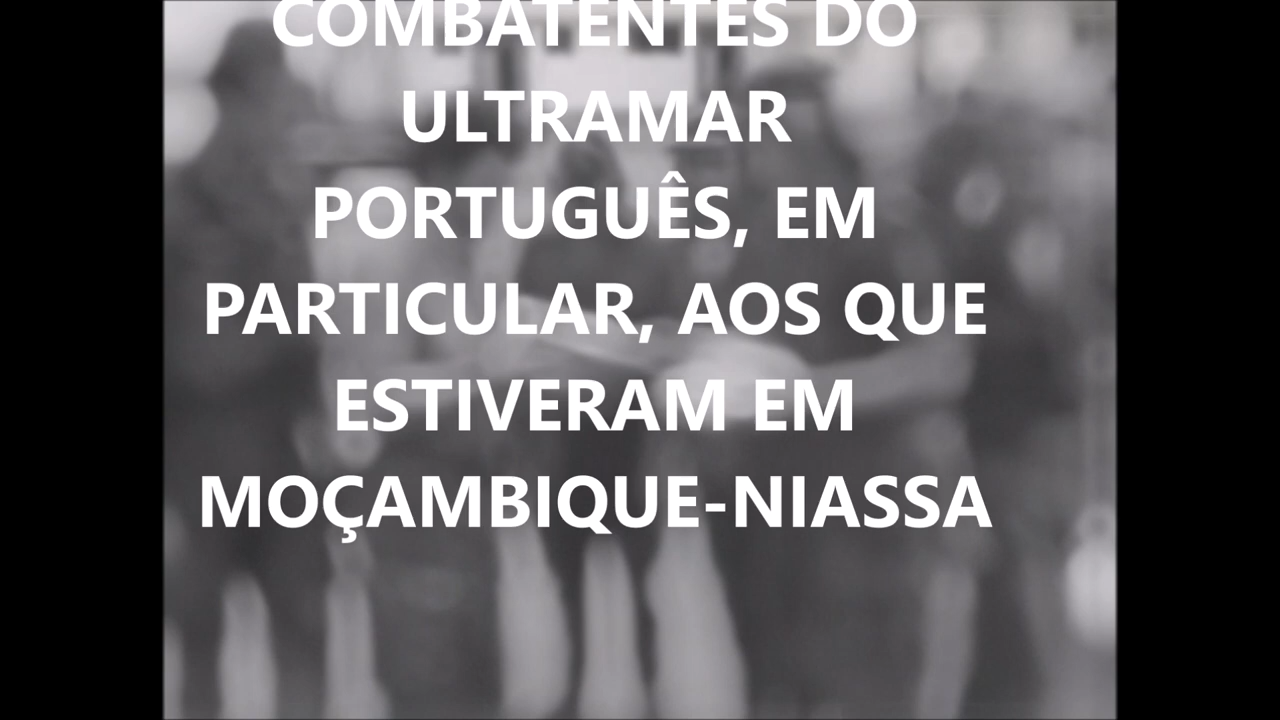 COMBATENTES DO
ULTRAMAR
PORTUGUÊS, EM
PARTICULAR, AOS QUE
ESTIVERAM EM
MOÇAMBIQUE-NIASSA